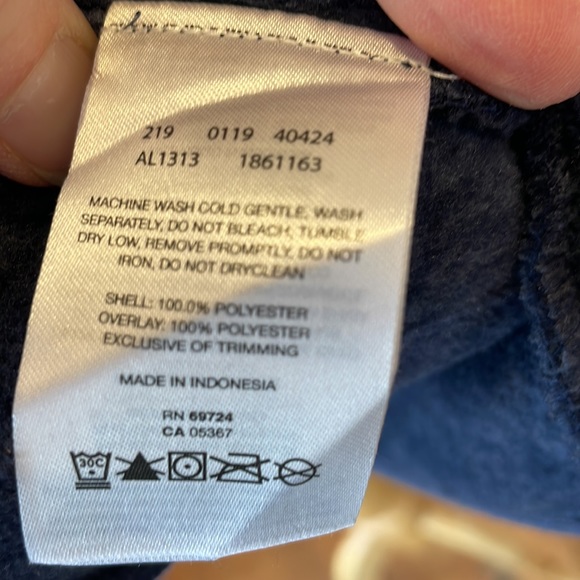 219 0119 40424
AL1313 1861163
MACHINE WASH COLD GENTLE, WASH
SEPARATELY, DO NOT BLEACH, TUMBLE
DRY LOW, REMOVE PROMPTLY, DO NOT
IRON, DO NOT DRYCLEAN
SHELL: 100.0% POLYESTER
OVERLAY: 100% POLYESTER
EXCLUSIVE OF TRIMMING
MADE IN INDONESIA
RN 69724
CA 05367
30C